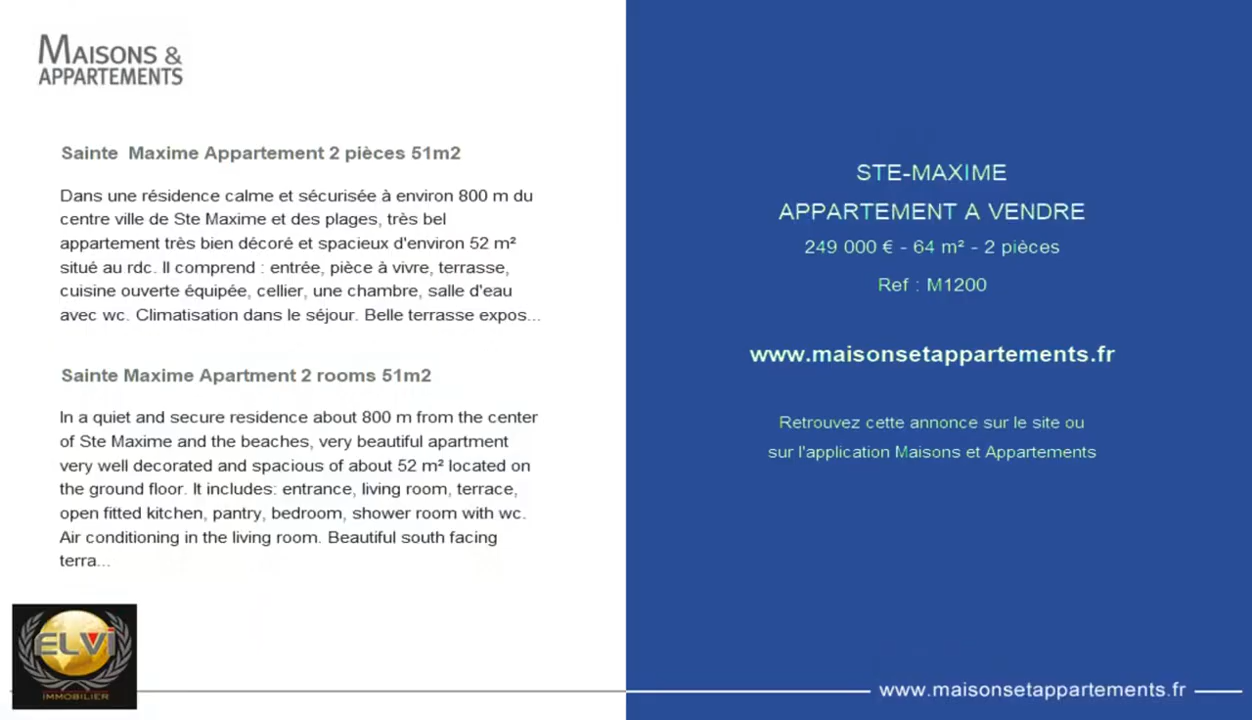 MAISONS &
APPARTEMENTS
Sainte Maxime Appartement 2 pièces 51m2
Dans une résidence calme et sécurisée à environ 800 m du
centre ville de Ste Maxime et des plages, très bel
appartement très bien décoré et spacieux d'environ 52 m²
situé au rdc. Il comprend : entrée, pièce à vivre, terrasse,
cuisine ouverte équipée, cellier, une chambre, salle d'eau
avec wc. Climatisation dans le séjour. Belle terrasse expos...
Sainte Maxime Apartment 2 rooms 51m2
In a quiet and secure residence about 800 m from the center
of Ste Maxime and the beaches, very beautiful apartment
very well decorated and spacious of about 52 m² located on
the ground floor. It includes: entrance, living room, terrace,
open fitted kitchen, pantry, bedroom, shower room with wc.
Air conditioning in the living room. Beautiful south facing
terra...
ELVI
IMMOBILIER
STE-MAXIME
APPARTEMENT A VENDRE
249 000 € - 64 m² - 2 pièces
Ref : M1200
www.maisonsetappartements.fr
Retrouvez cette annonce sur le site ou
sur l'application Maisons et Appartements
www.maisonsetappartements.fr